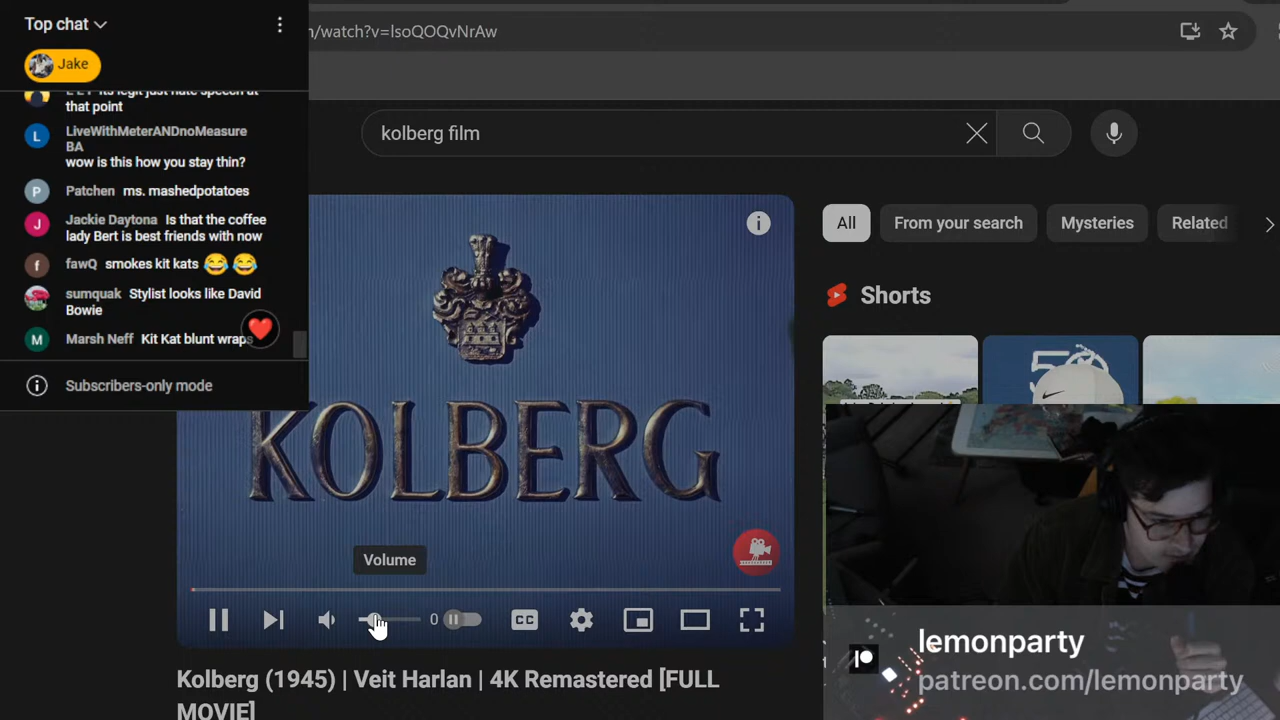 Top chat
Jake
its legit just hate speech at
that point
LiveWithMeterANDnoMeasure
BA
wow is this how you stay thin?
Patchen ms. mashedpotatoes
Jackie Daytona Is that the coffee
lady Bert is best friends with now
fawQ smokes kit kats
sumquak Stylist looks like David
Bowie
Marsh Neff Kit Kat blunt wraps
Subscribers-only mode
/watch?v=lsoQOQvNrAw
kolberg film
KOLBERG
Volume
0
CC
Kolberg (1945) | Veit Harlan | 4K Remastered [FULL
MOVIE]
All
From your search
Mysteries
Related
Shorts
lemonparty
patreon.com/lemonparty